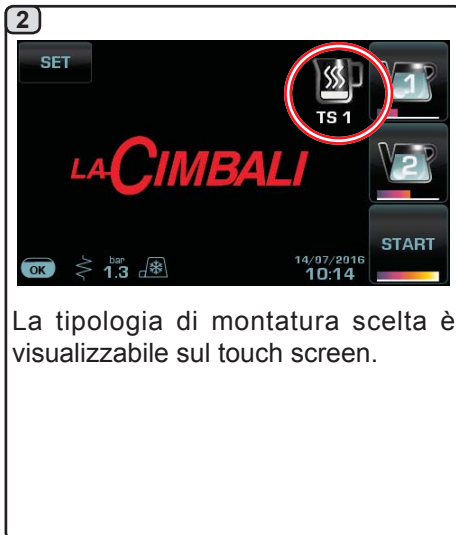 2
SET
1
TS 1
LACIMBALI
2
START
OK
bar
1.3
14/07/2016
10:14
La tipologia di montatura scelta è
visualizzabile sul touch screen.